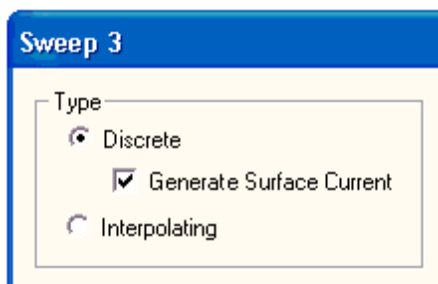 Sweep 3
Type
Discrete
Generate Surface Current
Interpolating